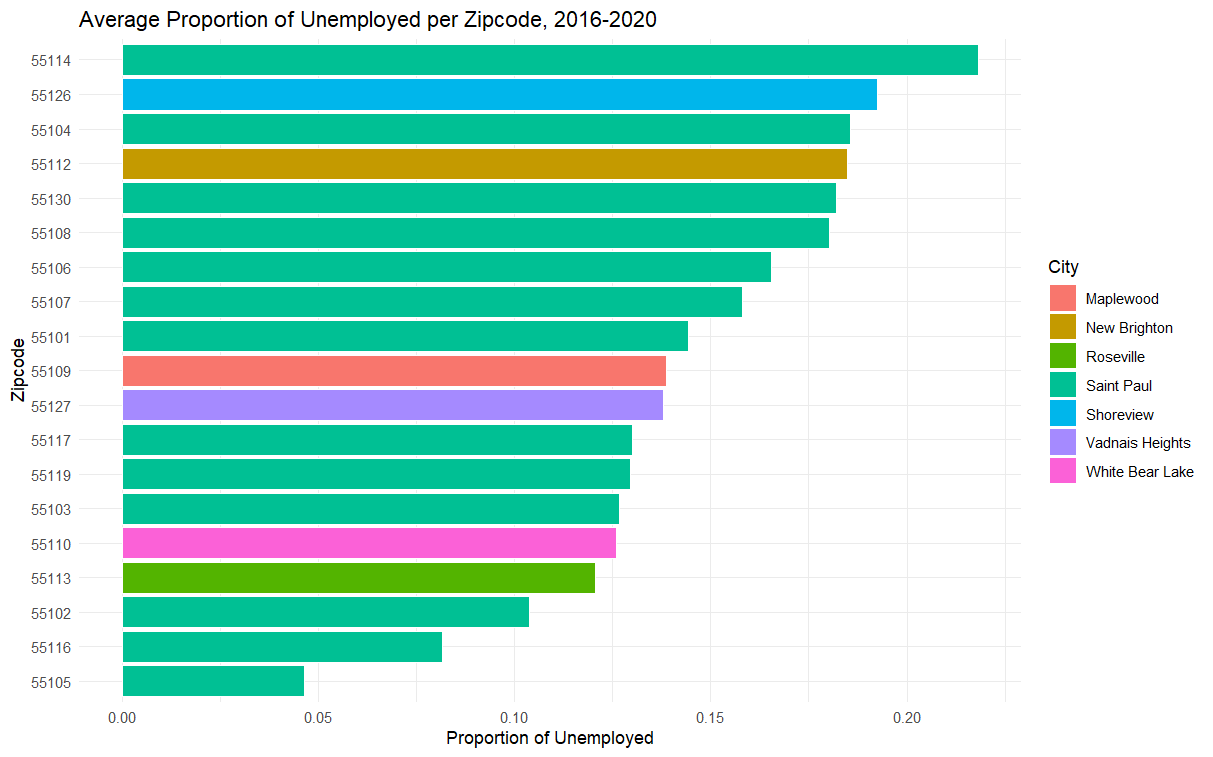 Average Proportion of Unemployed per Zipcode, 2016-2020
Zipcode
55114
55126
55104
55112
55130
55108
55106
55107
55101
55109
55127
55117
55119
55103
55110
55113
55102
55116
55105
0.00 0.05 0.10 0.15 0.20
Proportion of Unemployed
City
Maplewood
New Brighton
Roseville
Saint Paul
Shoreview
Vadnais Heights
White Bear Lake